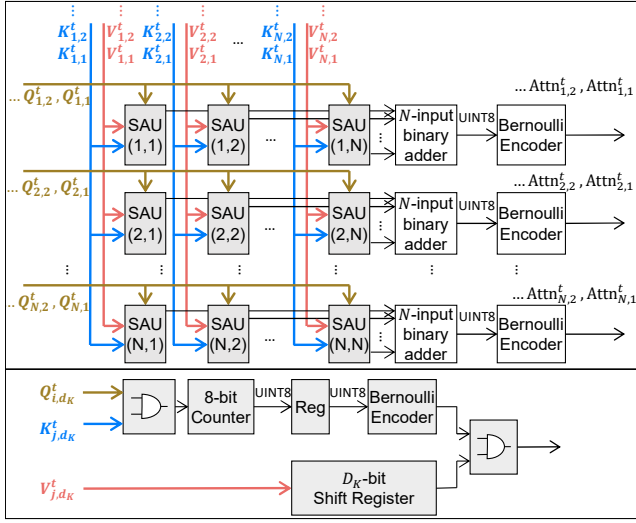 ⋮ ⋮ ⋮ ⋮ ⋮ ⋮
K^t_{1,2} V^t_{1,2} K^t_{2,2} V^t_{2,2} ... K^t_{N,2} V^t_{N,2}
K^t_{1,1} V^t_{1,1} K^t_{2,1} V^t_{2,1} K^t_{N,1} V^t_{N,1}
... Q^t_{1,2} , Q^t_{1,1} ... Attn^t_{1,2} , Attn^t_{1,1}
SAU (1,1)
SAU (1,2)
...
SAU (1,N)
⋮
N-input
binary
adder
UINT8
Bernoulli
Encoder
... Q^t_{2,2} , Q^t_{2,1} ... Attn^t_{2,2} , Attn^t_{2,1}
SAU (2,1)
SAU (2,2)
...
SAU (2,N)
⋮
N-input
binary
adder
UINT8
Bernoulli
Encoder
⋮ ⋮ ⋮ ⋮ ⋮
... Q^t_{N,2} , Q^t_{N,1} ... Attn^t_{N,2} , Attn^t_{N,1}
SAU (N,1)
SAU (N,2)
...
SAU (N,N)
⋮
N-input
binary
adder
UINT8
Bernoulli
Encoder
Q^t_{i,d_K}
K^t_{j,d_K}
8-bit
Counter
UINT8
Reg
UINT8
Bernoulli
Encoder
V^t_{j,d_K}
D_K-bit
Shift Register